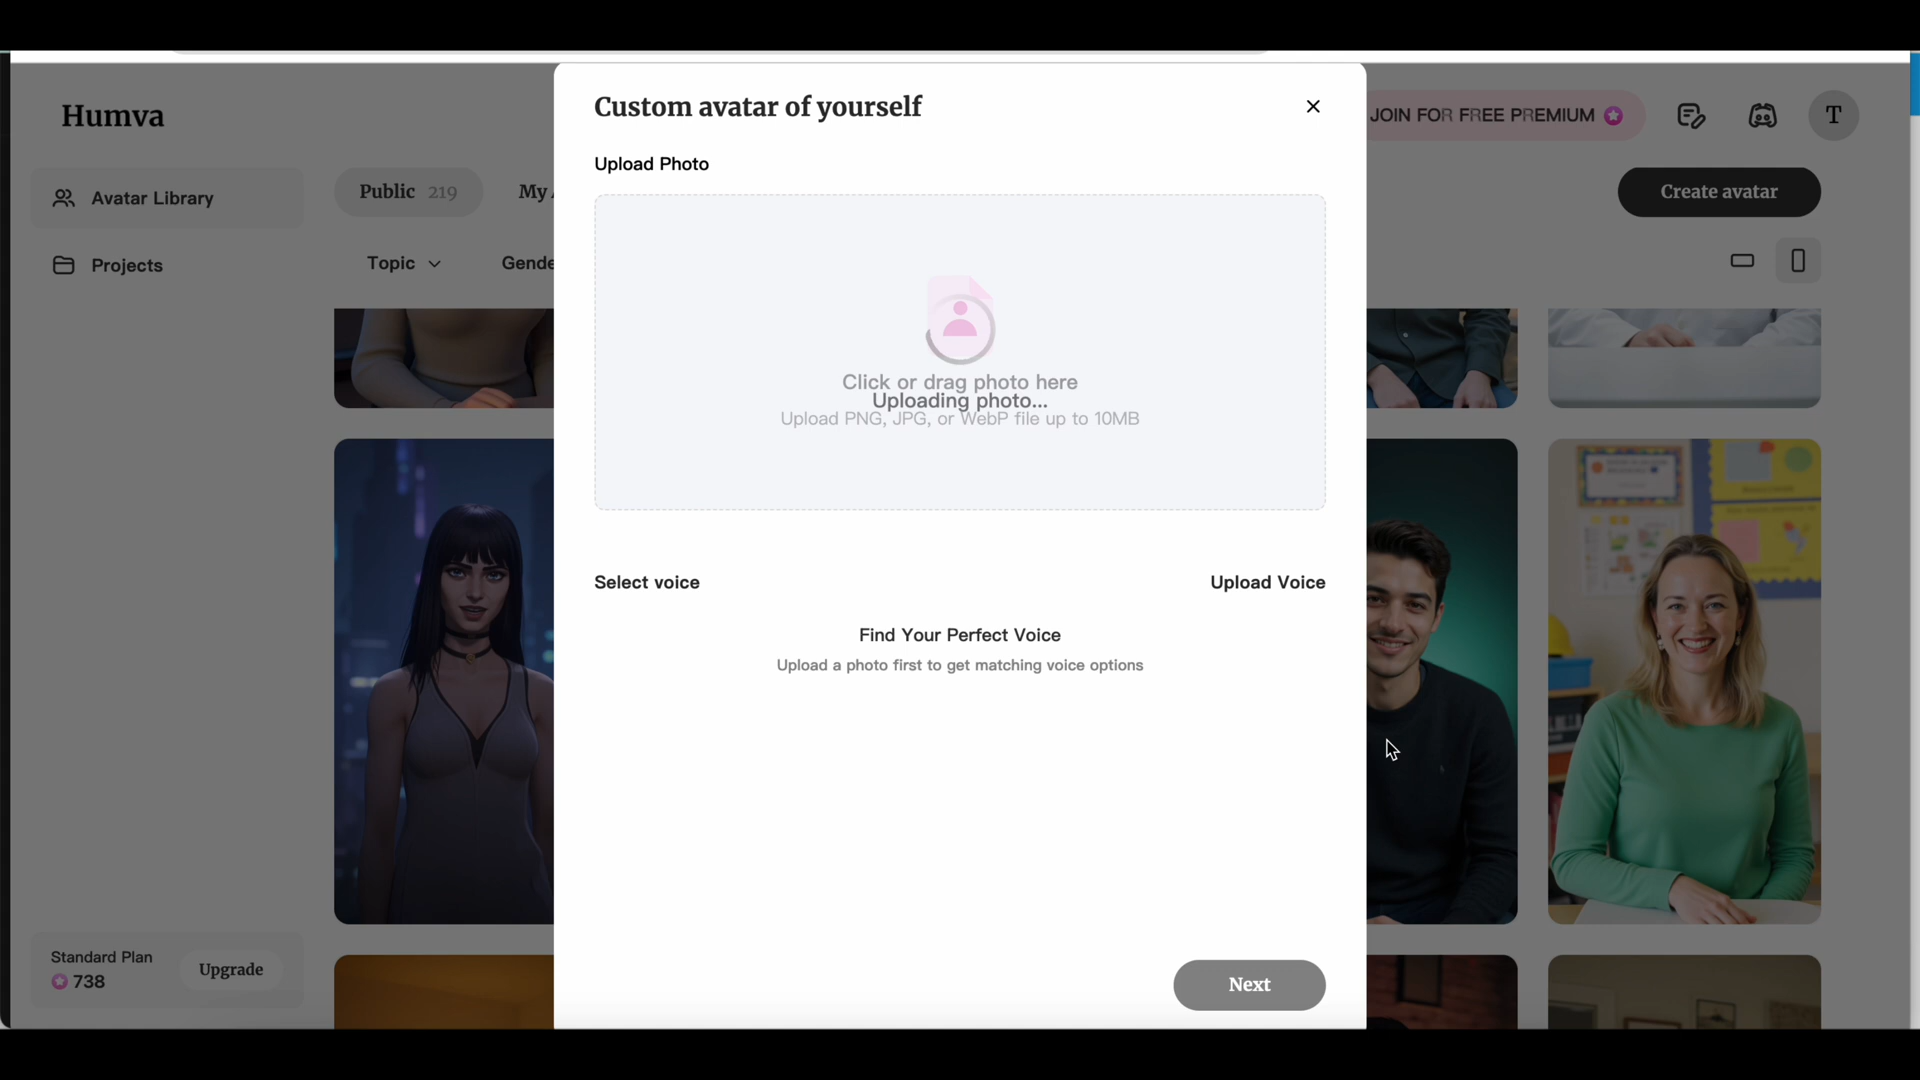 Humva
Avatar Library
Projects
Standard Plan
738
Upgrade
Public 219
My
Topic
Gende
Custom avatar of yourself
Upload Photo
Click or drag photo here
Uploading photo...
Upload PNG, JPG, or WebP file up to 10MB
Select voice
Upload Voice
Find Your Perfect Voice
Upload a photo first to get matching voice options
Next
JOIN FOR FREE PREMIUM
T
Create avatar